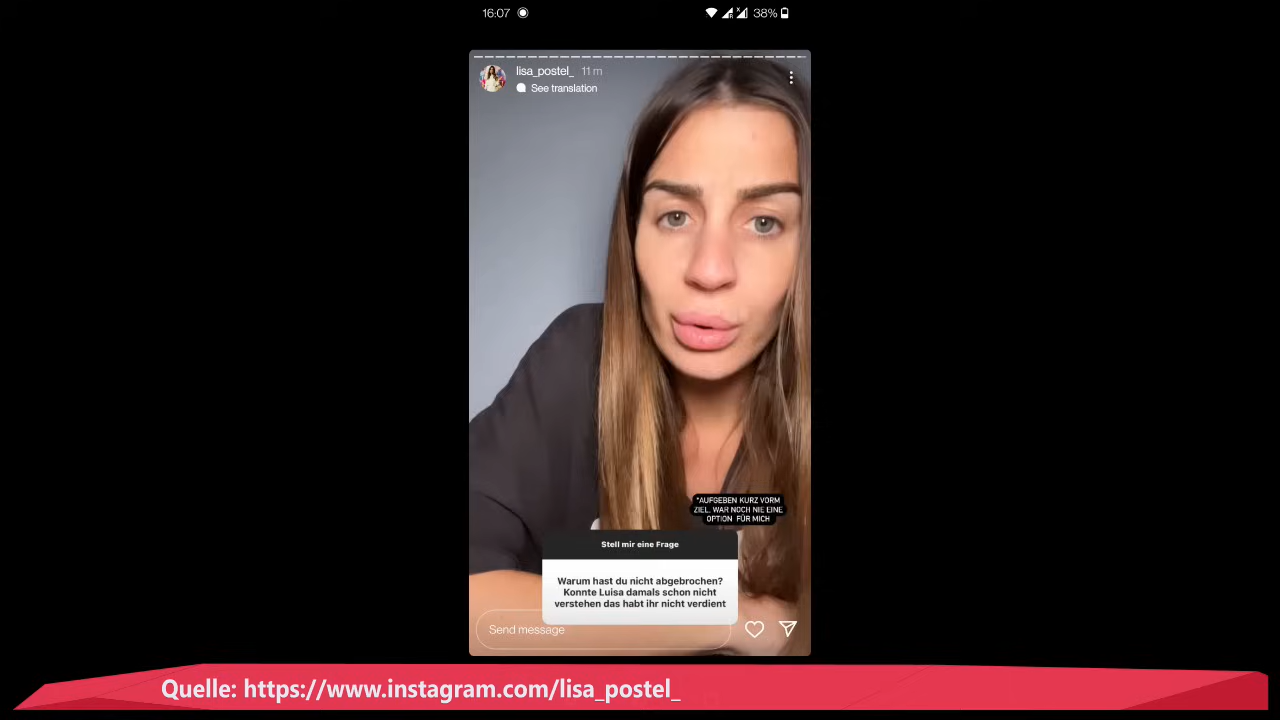 16:07
38%
lisa_postel_ 11 m
See translation
*AUFGEBEN KURZ VORM
ZIEL, WAR NOCH NIE EINE
OPTION FÜR MICH
Stell mir eine Frage
Warum hast du nicht abgebrochen?
Konnte Luisa damals schon nicht
verstehen das habt ihr nicht verdient
Send message
Quelle: https://www.instagram.com/lisa_postel_